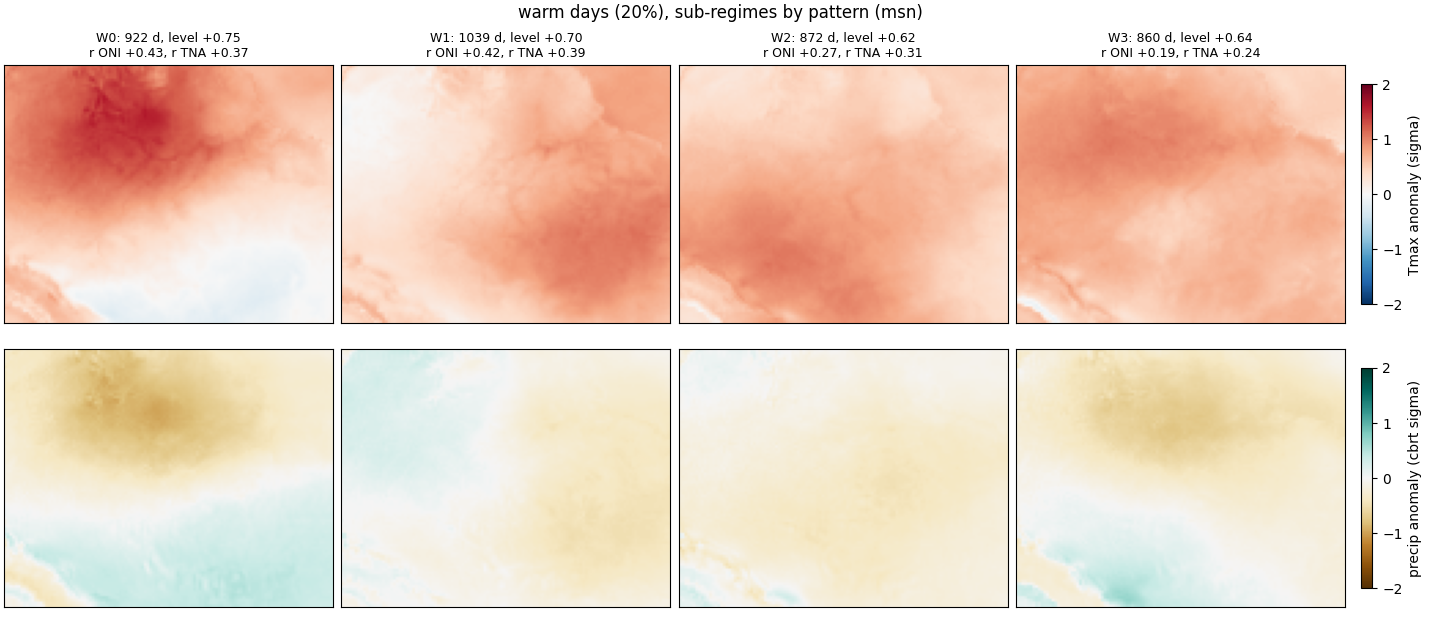 warm days (20%), sub-regimes by pattern (msn)
W0: 922 d, level +0.75
r ONI +0.43, r TNA +0.37
W1: 1039 d, level +0.70
r ONI +0.42, r TNA +0.39
W2: 872 d, level +0.62
r ONI +0.27, r TNA +0.31
W3: 860 d, level +0.64
r ONI +0.19, r TNA +0.24
2
1
0
−1
−2
Tmax anomaly (sigma)
2
1
0
−1
−2
precip anomaly (cbrt sigma)